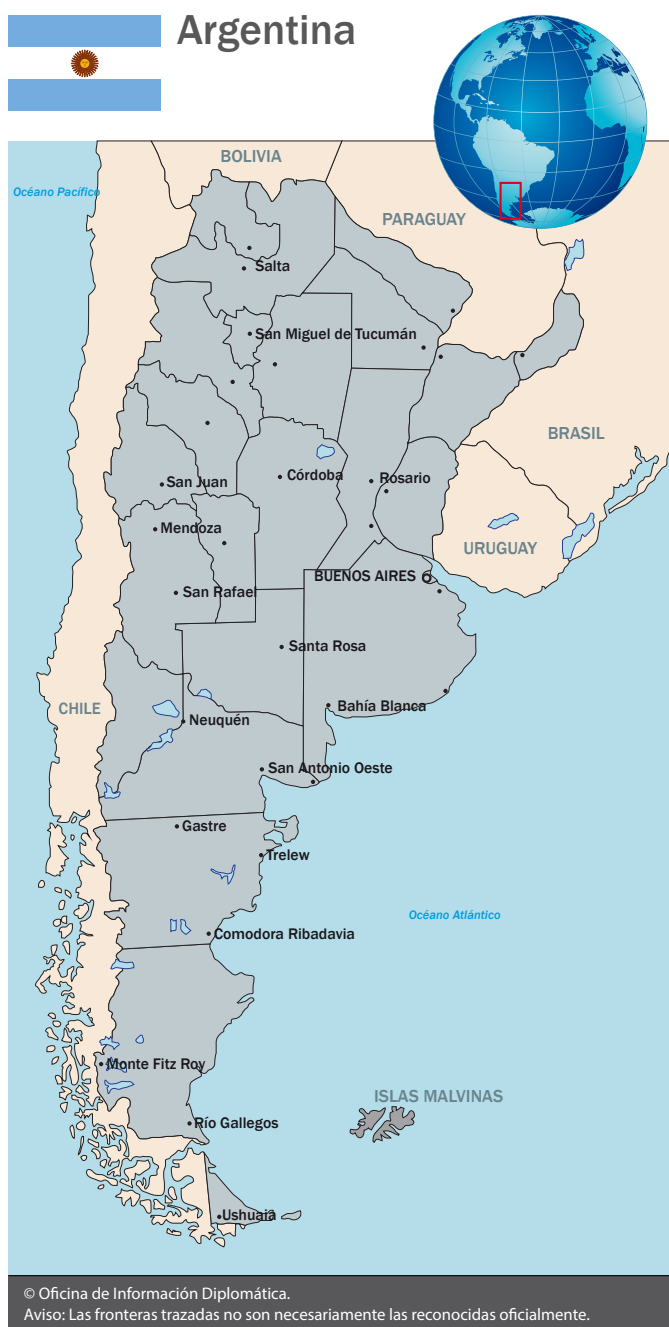 Argentina
BOLIVIA
Océano Pacífico
PARAGUAY
Salta
San Miguel de Tucumán
BRASIL
San Juan
Córdoba
Rosario
Mendoza
URUGUAY
BUENOS AIRES
San Rafael
Santa Rosa
CHILE
Bahía Blanca
Neuquén
San Antonio Oeste
Gastre
Trelew
Océano Atlántico
Comodora Ribadavia
Monte Fitz Roy
ISLAS MALVINAS
Río Gallegos
Ushuaia
© Oficina de Información Diplomática.
Aviso: Las fronteras trazadas no son necesariamente las reconocidas oficialmente.